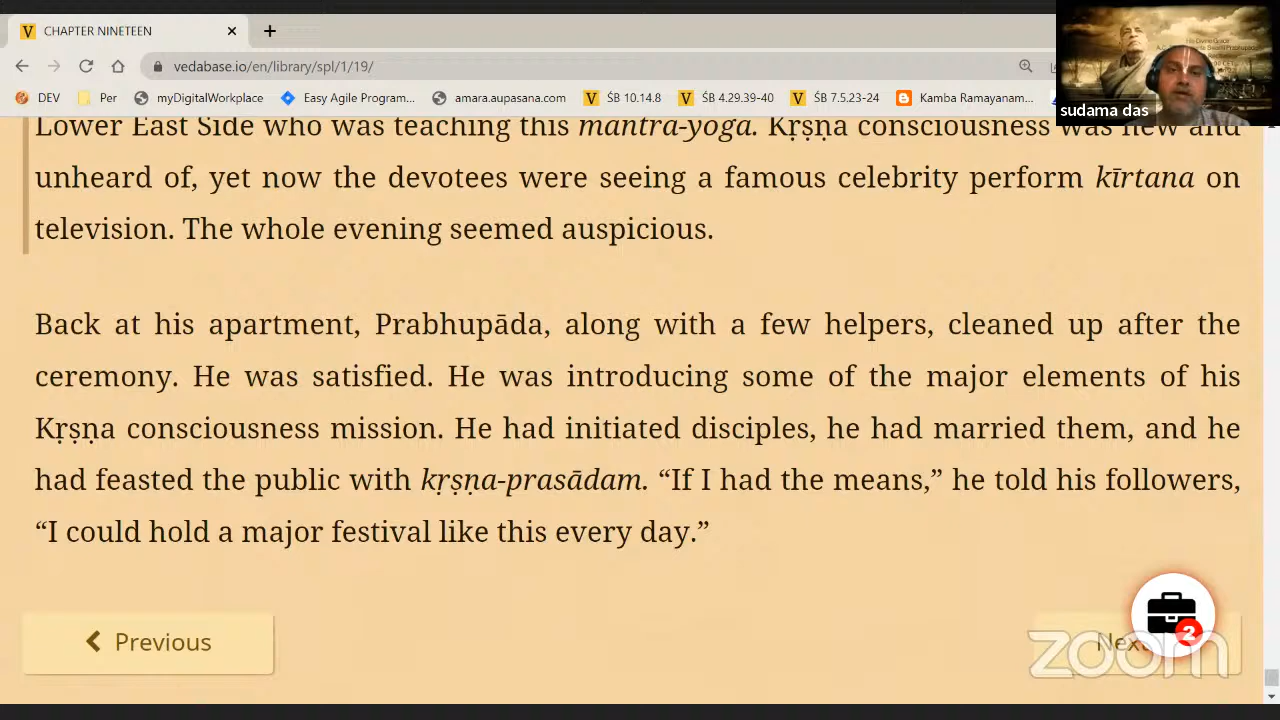 CHAPTER NINETEEN
vedabase.io/en/library/spl/1/19/
DEV
Per
myDigitalWorkplace
Easy Agile Program...
amara.aupasana.com
ŚB 10.14.8
ŚB 4.29.39-40
ŚB 7.5.23-24
Kamba Ramayanam...
sudama das
Lower East Side who was teaching this mantra-yoga. Kṛṣṇa consciousness was new and
unheard of, yet now the devotees were seeing a famous celebrity perform kīrtana on
television. The whole evening seemed auspicious.
Back at his apartment, Prabhupāda, along with a few helpers, cleaned up after the
ceremony. He was satisfied. He was introducing some of the major elements of his
Kṛṣṇa consciousness mission. He had initiated disciples, he had married them, and he
had feasted the public with kṛṣṇa-prasādam. “If I had the means,” he told his followers,
“I could hold a major festival like this every day.”
Previous
Next
2
zoom